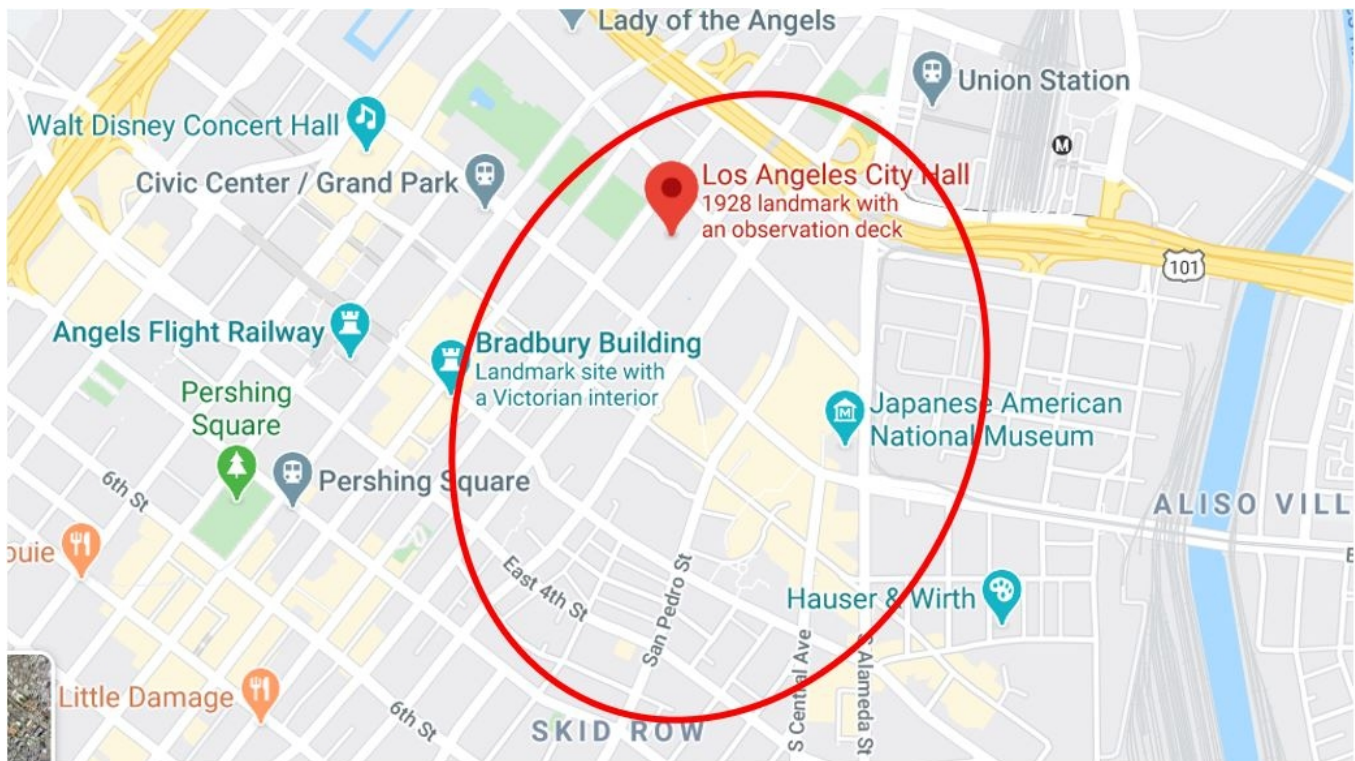 Lady of the Angels
Union Station
Walt Disney Concert Hall
M
Civic Center / Grand Park
Los Angeles City Hall
1928 landmark with
an observation deck
101
Angels Flight Railway
Bradbury Building
Landmark site with
a Victorian interior
Pershing
Square
Japanese American
National Museum
M
6th St
Pershing Square
ALISO VILL
ouie
East 4th St
San Pedro St
Hauser & Wirth
S Central Ave
S Alameda St
Little Damage
6th St
SKID ROW